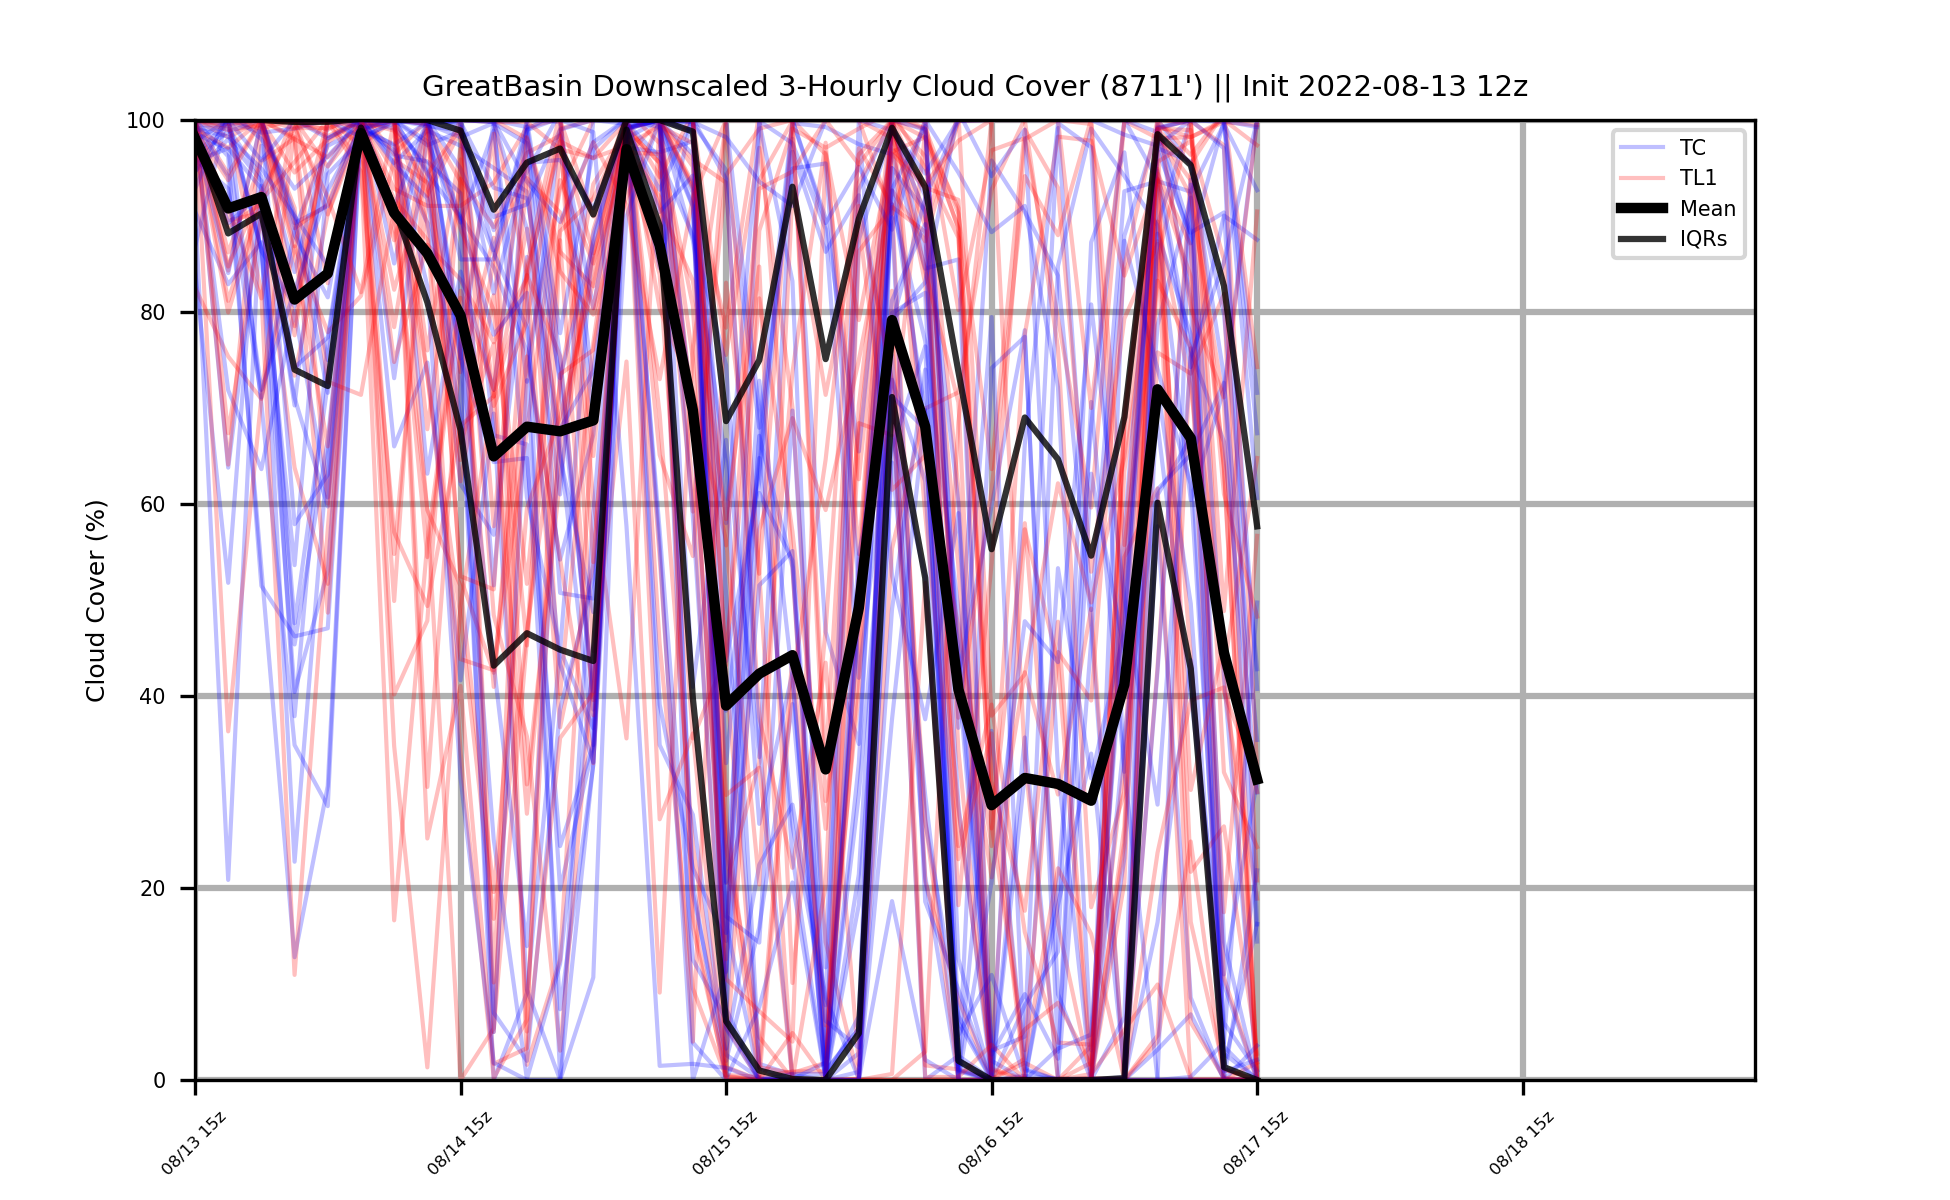 GreatBasin Downscaled 3-Hourly Cloud Cover (8711') || Init 2022-08-13 12z
100
80
60
40
20
0
Cloud Cover (%)
TC
TL1
Mean
IQRs
08/13 15z
08/14 15z
08/15 15z
08/16 15z
08/17 15z
08/18 15z